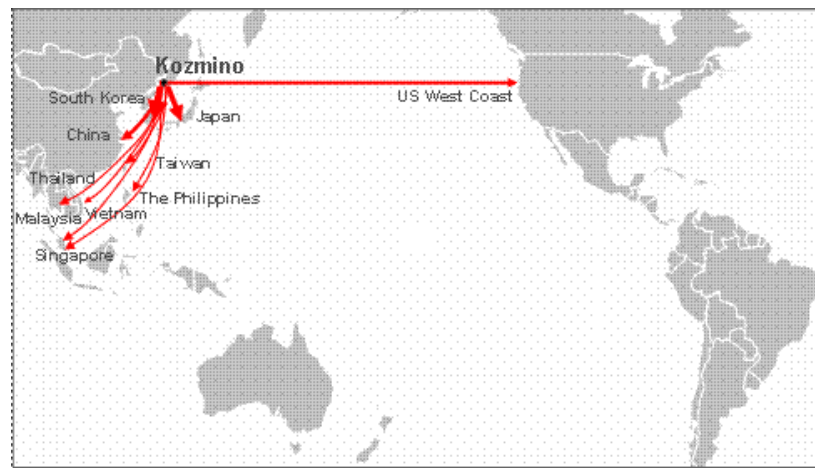 Kozmino
South Korea
US West Coast
Japan
China
Taiwan
Thailand
The Philippines
Malaysia
Vietnam
Singapore